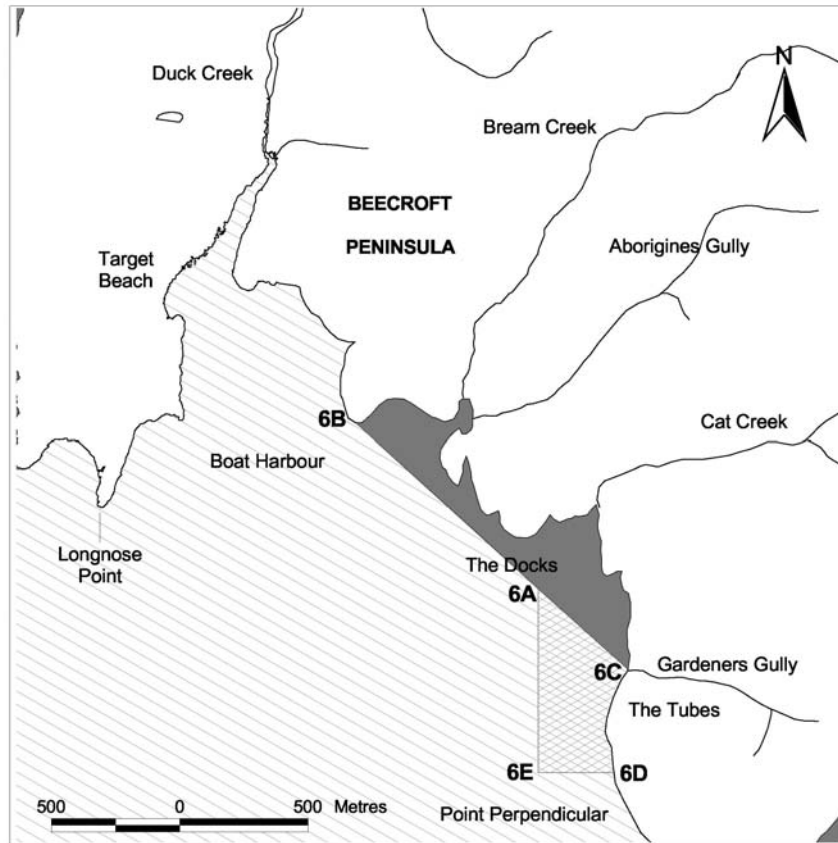 N
Duck Creek
Bream Creek
BEECROFT
PENINSULA
Aborigines Gully
Target
Beach
6B
Cat Creek
Boat Harbour
Longnose
Point
The Docks
6A
6C
Gardeners Gully
The Tubes
6E
6D
500 0 500 Metres
Point Perpendicular